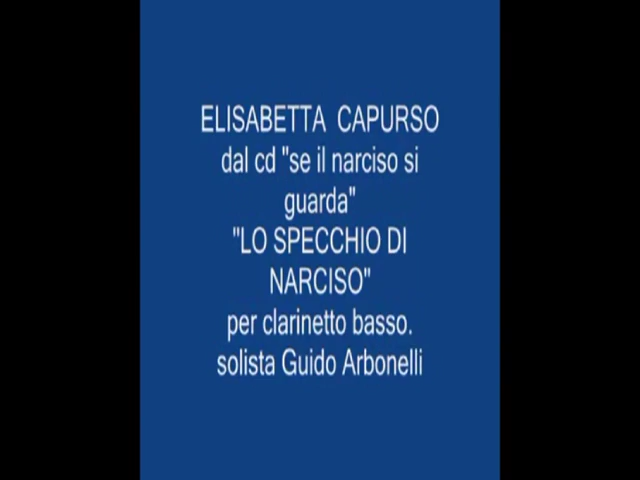 ELISABETTA CAPURSO
dal cd "se il narciso si
guarda"
"LO SPECCHIO DI
NARCISO"
per clarinetto basso.
solista Guido Arbonelli